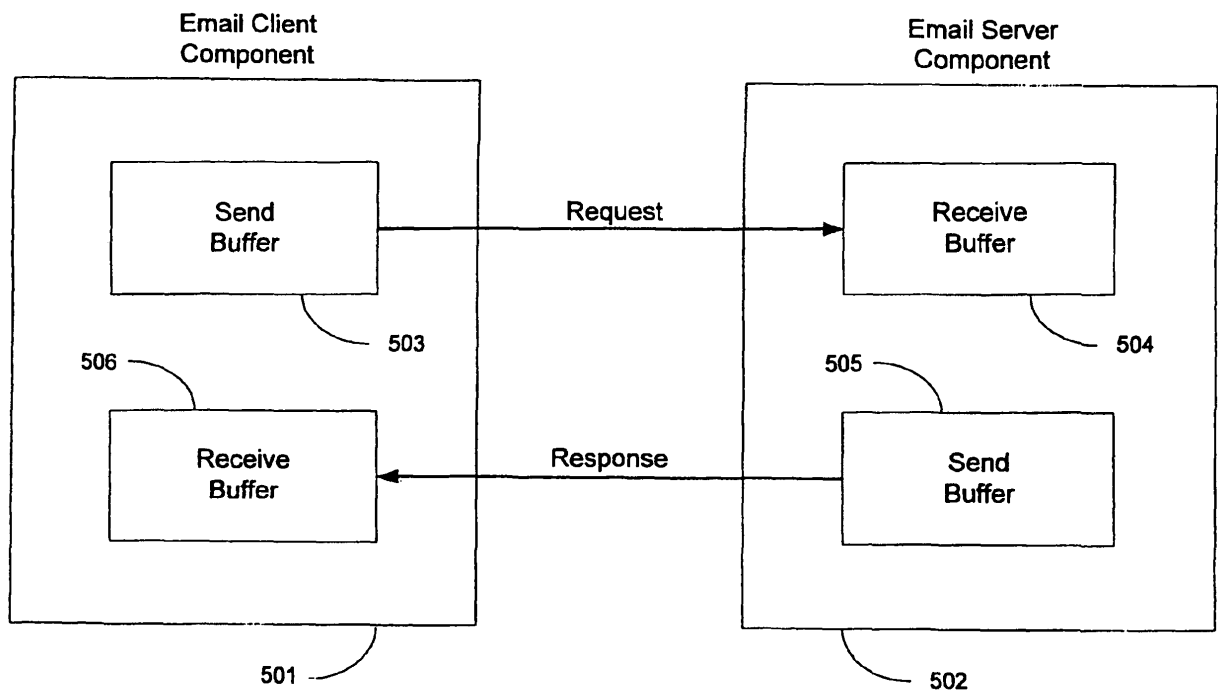 Email Client
Component
Email Server
Component
Send
Buffer
Request
Receive
Buffer
503
504
506
505
Receive
Buffer
Response
Send
Buffer
501
502